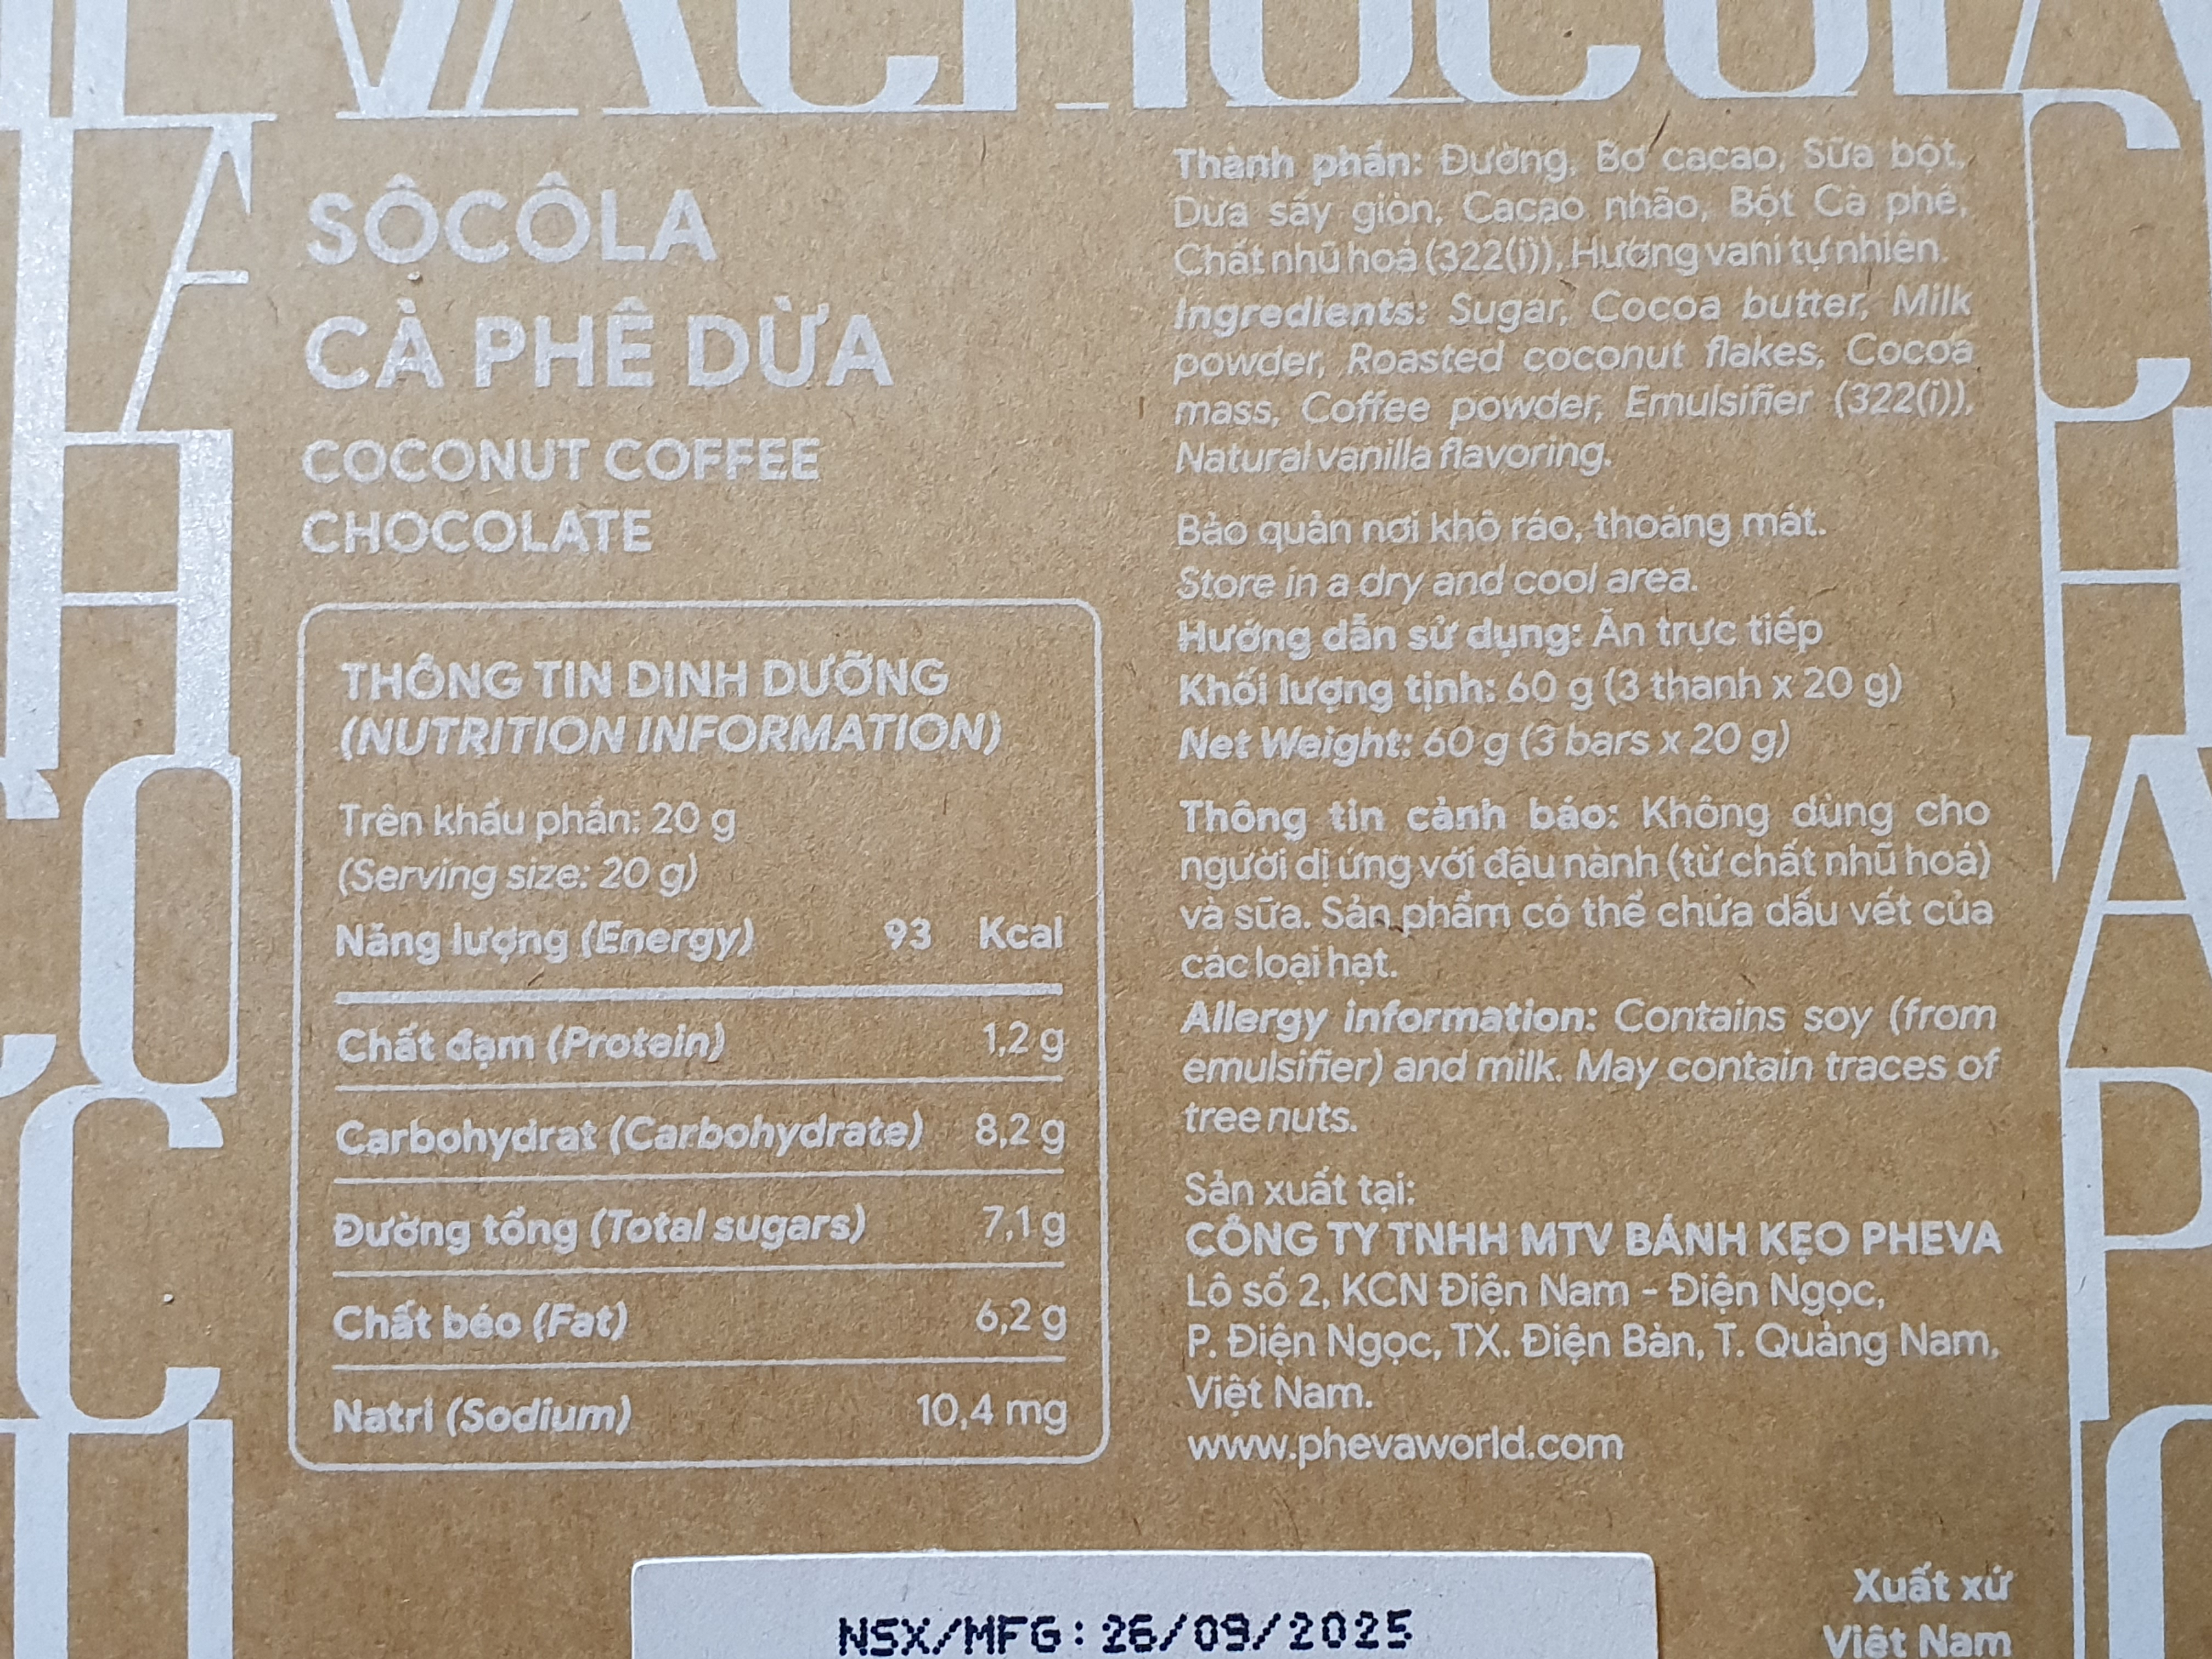 SÔCÔLA
CÀ PHÊ DỪA
COCONUT COFFEE
CHOCOLATE
THÔNG TIN DINH DƯỠNG
(NUTRITION INFORMATION)
Trên khẩu phần: 20 g
(Serving size: 20 g)
Năng lượng (Energy) 93 Kcal
Chất đạm (Protein) 1,2 g
Carbohydrat (Carbohydrate) 8,2 g
Đường tổng (Total sugars) 7,1 g
Chất béo (Fat) 6,2 g
Natri (Sodium) 10,4 mg
Thành phần: Đường, Bơ cacao, Sữa bột,
Dừa sấy giòn, Cacao nhão, Bột Cà phê,
Chất nhũ hoá (322(i)), Hương vani tự nhiên.
Ingredients: Sugar, Cocoa butter, Milk
powder, Roasted coconut flakes, Cocoa
mass, Coffee powder, Emulsifier (322(i)),
Natural vanilla flavoring.
Bảo quản nơi khô ráo, thoáng mát.
Store in a dry and cool area.
Hướng dẫn sử dụng: Ăn trực tiếp
Khối lượng tịnh: 60 g (3 thanh x 20 g)
Net Weight: 60 g (3 bars x 20 g)
Thông tin cảnh báo: Không dùng cho
người dị ứng với đậu nành (từ chất nhũ hoá)
và sữa. Sản phẩm có thể chứa dấu vết của
các loại hạt.
Allergy information: Contains soy (from
emulsifier) and milk. May contain traces of
tree nuts.
Sản xuất tại:
CÔNG TY TNHH MTV BÁNH KẸO PHEVA
Lô số 2, KCN Điện Nam - Điện Ngọc,
P. Điện Ngọc, TX. Điện Bàn, T. Quảng Nam,
Việt Nam.
www.phevaworld.com
NSX/MFG: 26/09/2025
Xuất xứ
Việt Nam